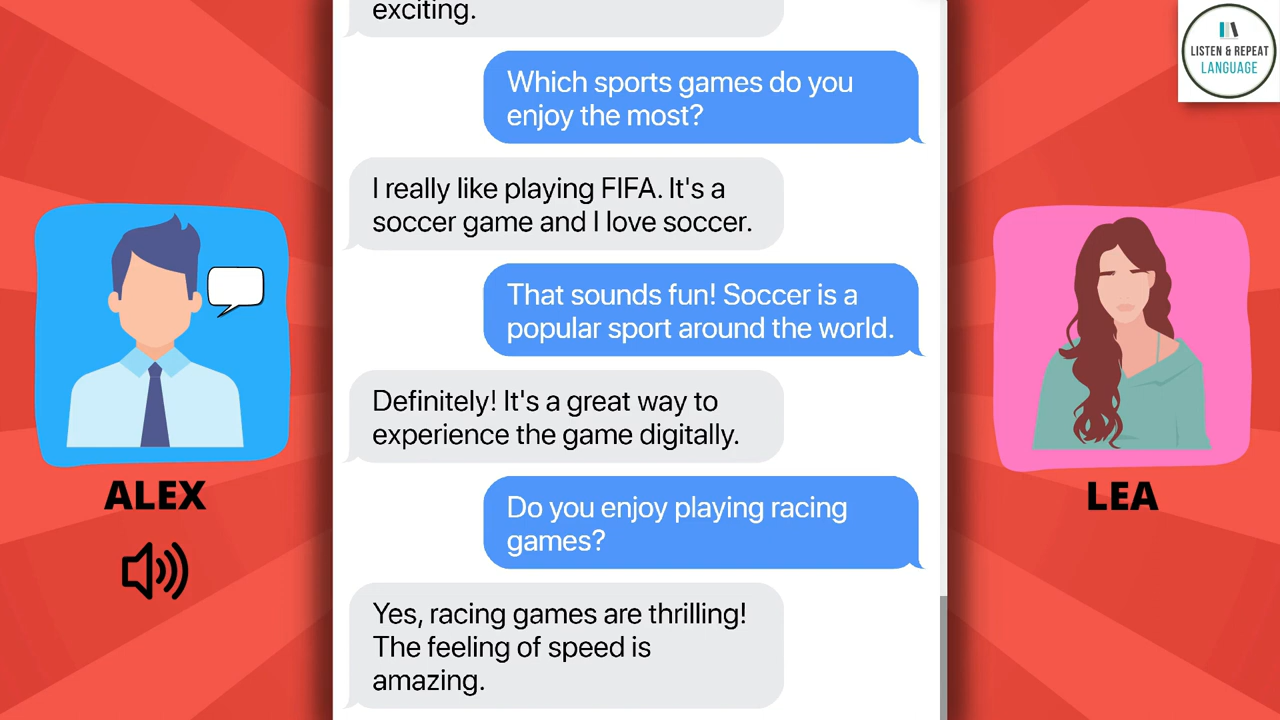 exciting.
Which sports games do you
enjoy the most?
I really like playing FIFA. It's a
soccer game and I love soccer.
That sounds fun! Soccer is a
popular sport around the world.
Definitely! It's a great way to
experience the game digitally.
Do you enjoy playing racing
games?
Yes, racing games are thrilling!
The feeling of speed is
amazing.
ALEX
LEA
LISTEN & REPEAT
LANGUAGE